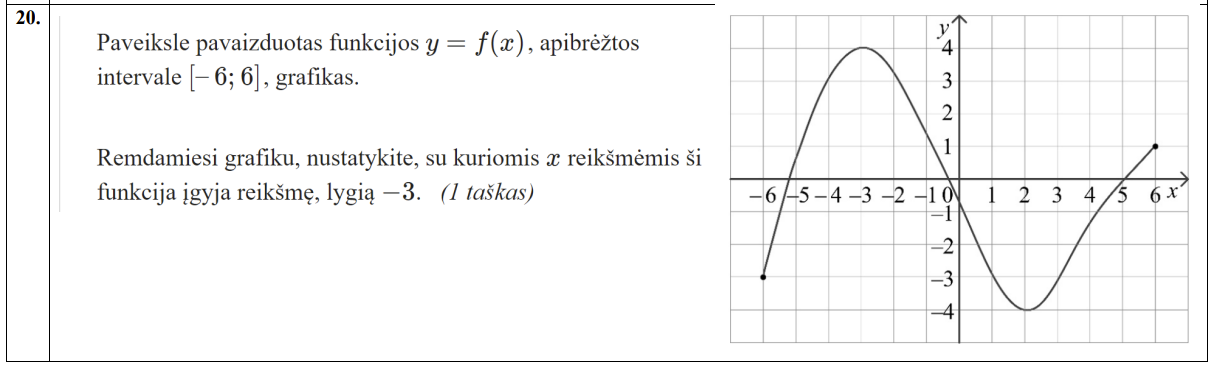 20.
Paveiksle pavaizduotas funkcijos y = f(x), apibrėžtos
intervale [−6; 6], grafikas.
Remdamiesi grafiku, nustatykite, su kuriomis x reikšmėmis ši
funkcija įgyja reikšmę, lygią −3. (1 taškas)
y
4
3
2
1
−6 −5 −4 −3 −2 −1 0 1 2 3 4 5 6 x
−1
−2
−3
−4